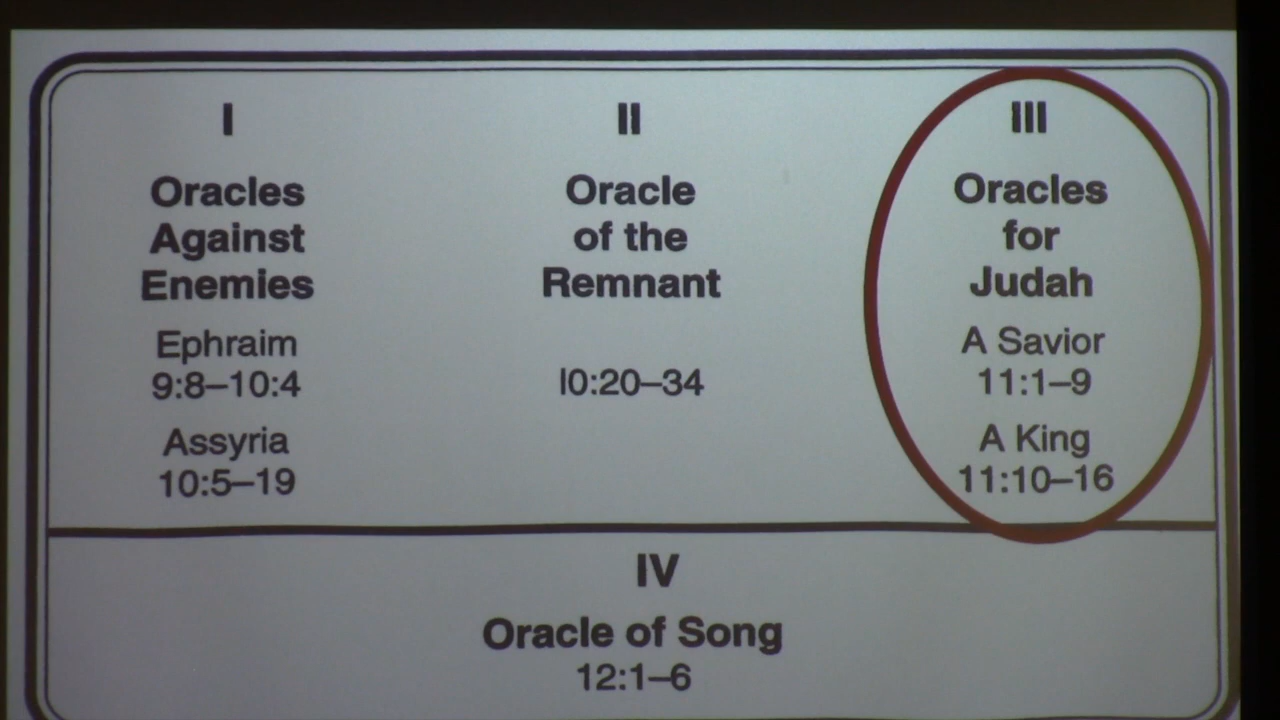 I
Oracles
Against
Enemies
Ephraim
9:8–10:4
Assyria
10:5–19
II
Oracle
of the
Remnant
l0:20–34
III
Oracles
for
Judah
A Savior
11:1–9
A King
11:10–16
IV
Oracle of Song
12:1–6